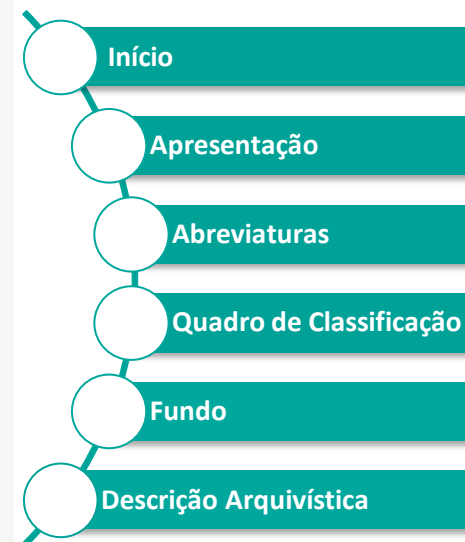 Início
Apresentação
Abreviaturas
Quadro de Classificação
Fundo
Descrição Arquivística